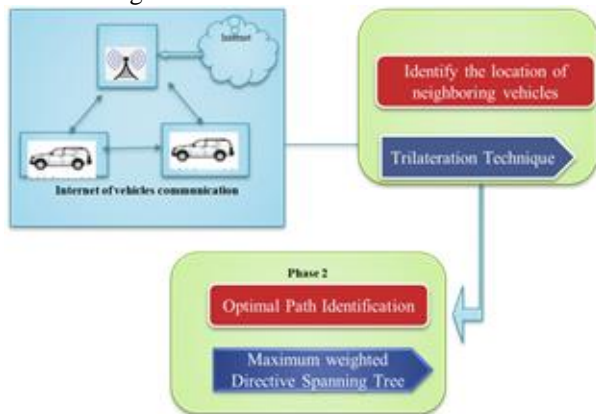 Internet
Internet of vehicles communication
Identify the location of
neighboring vehicles
Trilateration Technique
Phase 2
Optimal Path Identification
Maximum weighted
Directive Spanning Tree